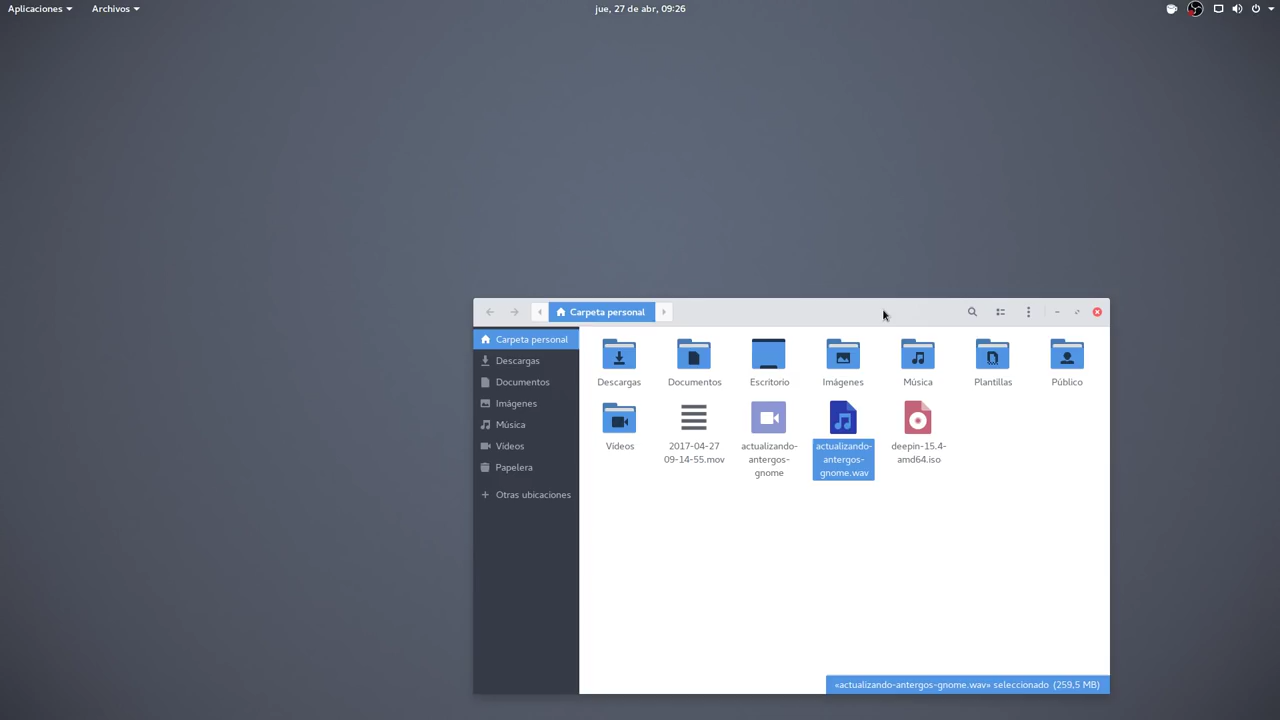 Aplicaciones
Archivos
jue, 27 de abr, 09:26
Carpeta personal
Carpeta personal
Descargas
Documentos
Imágenes
Música
Vídeos
Papelera
Otras ubicaciones
Descargas
Documentos
Escritorio
Imágenes
Música
Plantillas
Público
Vídeos
2017-04-27
09-14-55.mov
actualizando-
antergos-
gnome
actualizando-
antergos-
gnome.wav
deepin-15.4-
amd64.iso
«actualizando-antergos-gnome.wav» seleccionado (259,5 MB)